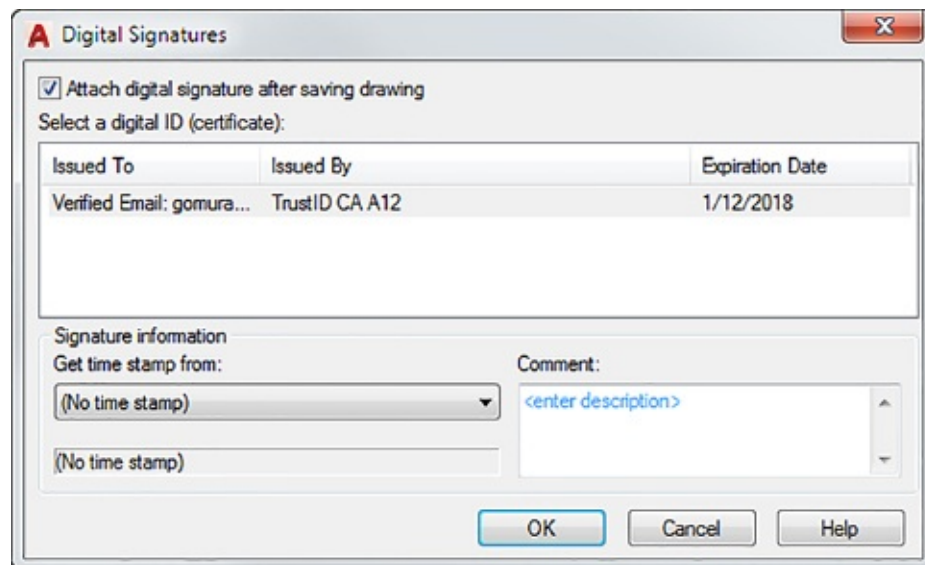 Digital Signatures
Attach digital signature after saving drawing
Select a digital ID (certificate):
Issued To Issued By Expiration Date
Verified Email: gomura... TrustID CA A12 1/12/2018
Signature information
Get time stamp from: Comment:
(No time stamp) <enter description>
(No time stamp)
OK Cancel Help